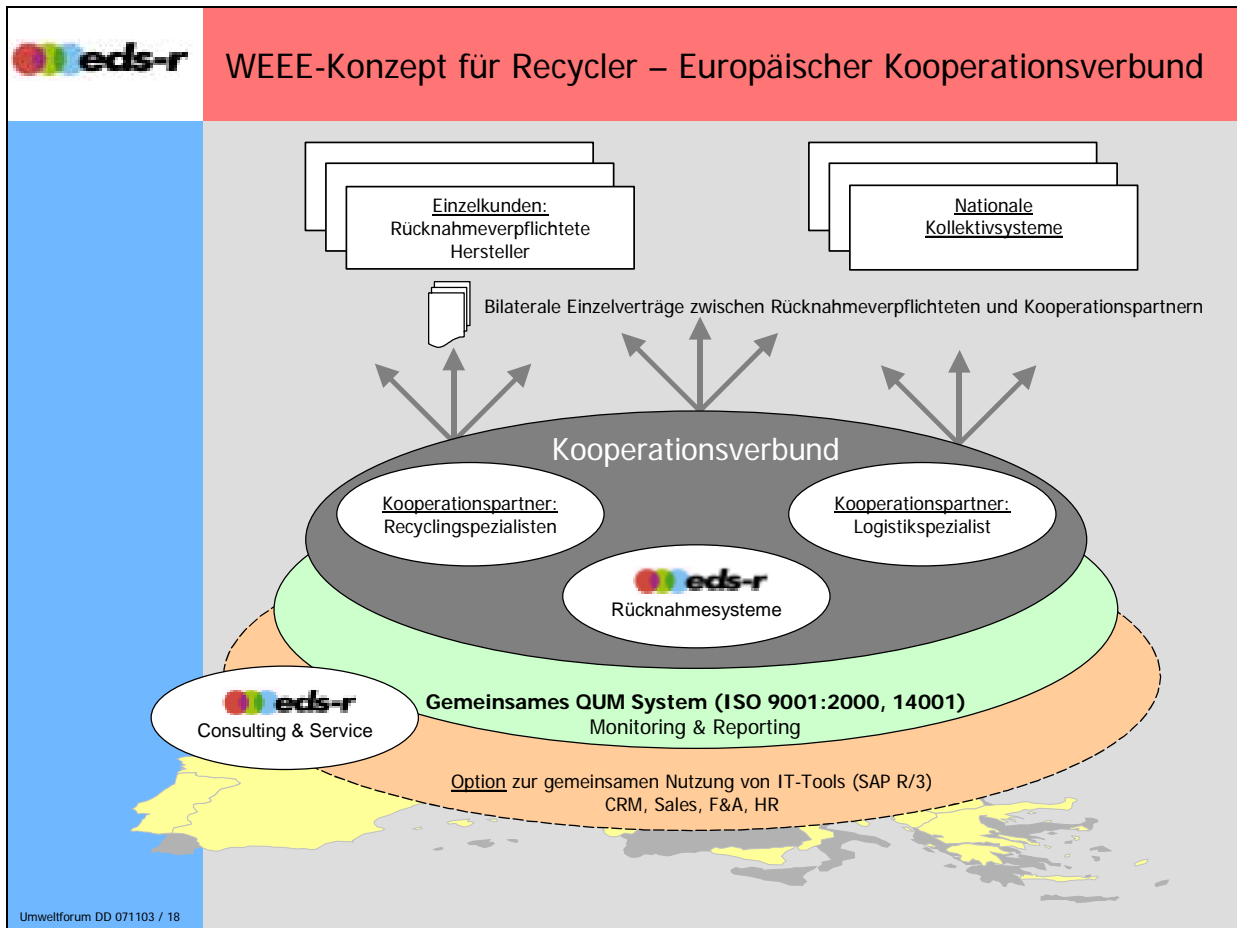 eds-r
WEEE-Konzept für Recycler – Europäischer Kooperationsverbund
Einzelkunden:
Rücknahmeverpflichtete
Hersteller
Nationale
Kollektivsysteme
Bilaterale Einzelverträge zwischen Rücknahmeverpflichteten und Kooperationspartnern
Kooperationsverbund
Kooperationspartner:
Recyclingspezialisten
Kooperationspartner:
Logistikspezialist
eds-r
Rücknahmesysteme
eds-r
Consulting & Service
Gemeinsames QUM System (ISO 9001:2000, 14001)
Monitoring & Reporting
Option zur gemeinsamen Nutzung von IT-Tools (SAP R/3)
CRM, Sales, F&A, HR
Umweltforum DD 071103 / 18